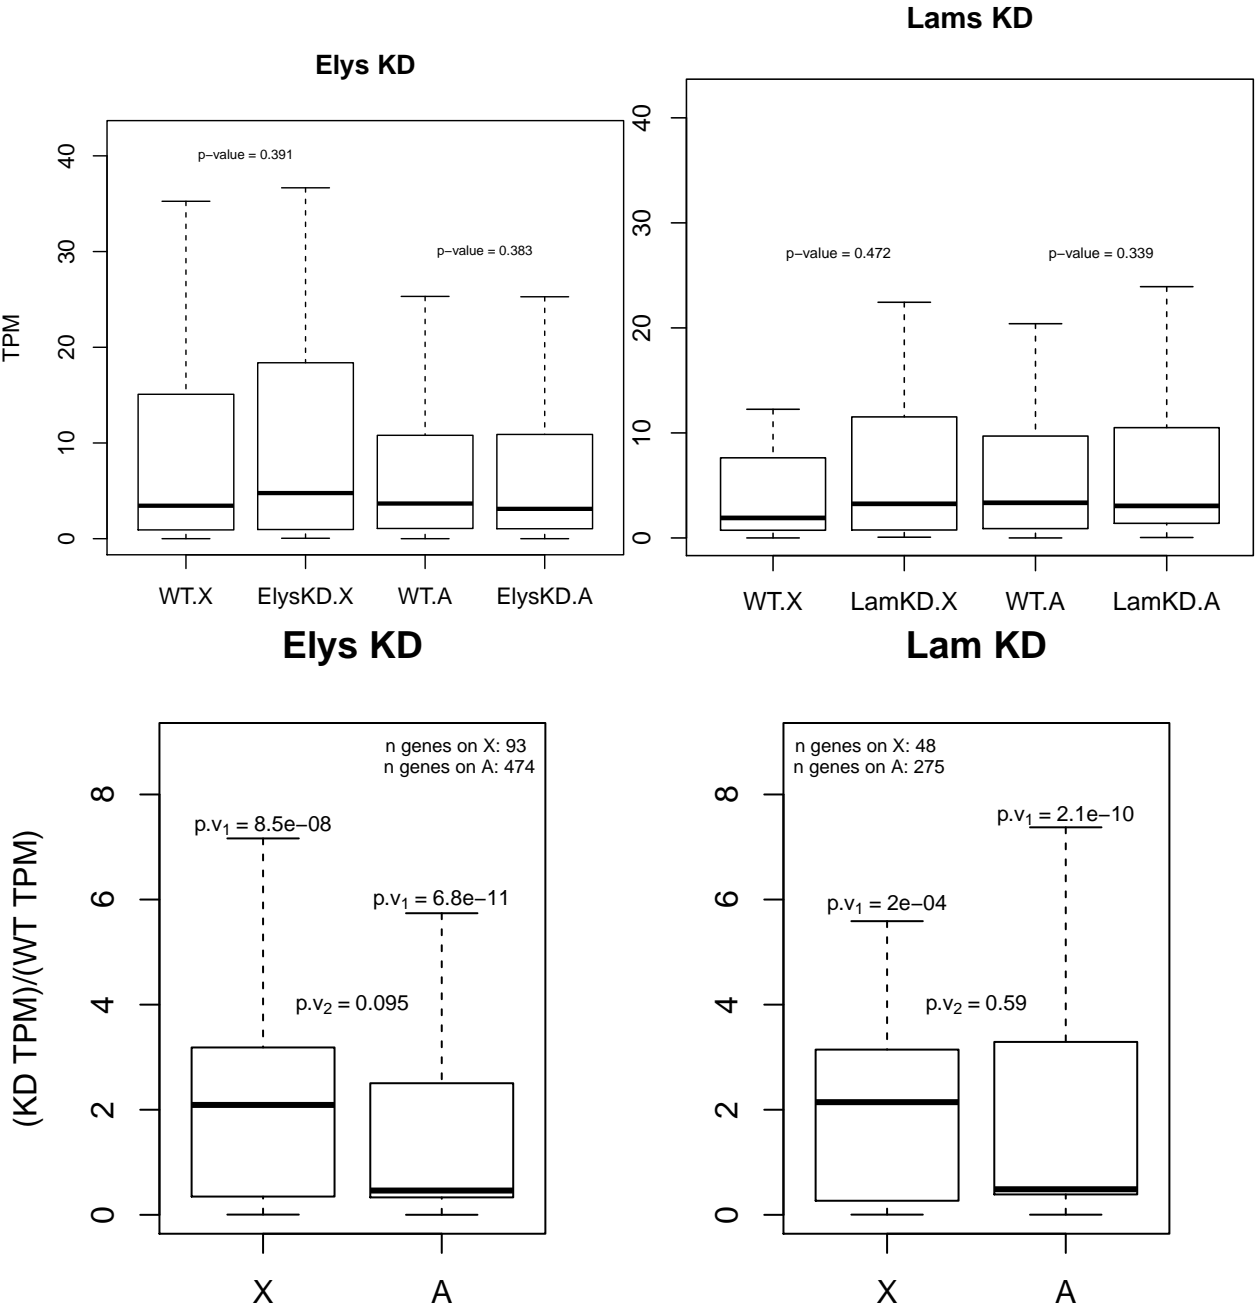 Lams KD
Elys KD
40
30
20
10
0
TPM
p−value = 0.391
p−value = 0.383
WT.X ElysKD.X WT.A ElysKD.A
40
30
20
10
0
p−value = 0.472
p−value = 0.339
WT.X LamKD.X WT.A LamKD.A
Elys KD
n genes on X: 93
n genes on A: 474
8
6
4
2
0
(KD TPM)/(WT TPM)
p.v1 = 8.5e−08
p.v1 = 6.8e−11
p.v2 = 0.095
X A
Lam KD
n genes on X: 48
n genes on A: 275
8
6
4
2
0
p.v1 = 2.1e−10
p.v1 = 2e−04
p.v2 = 0.59
X A